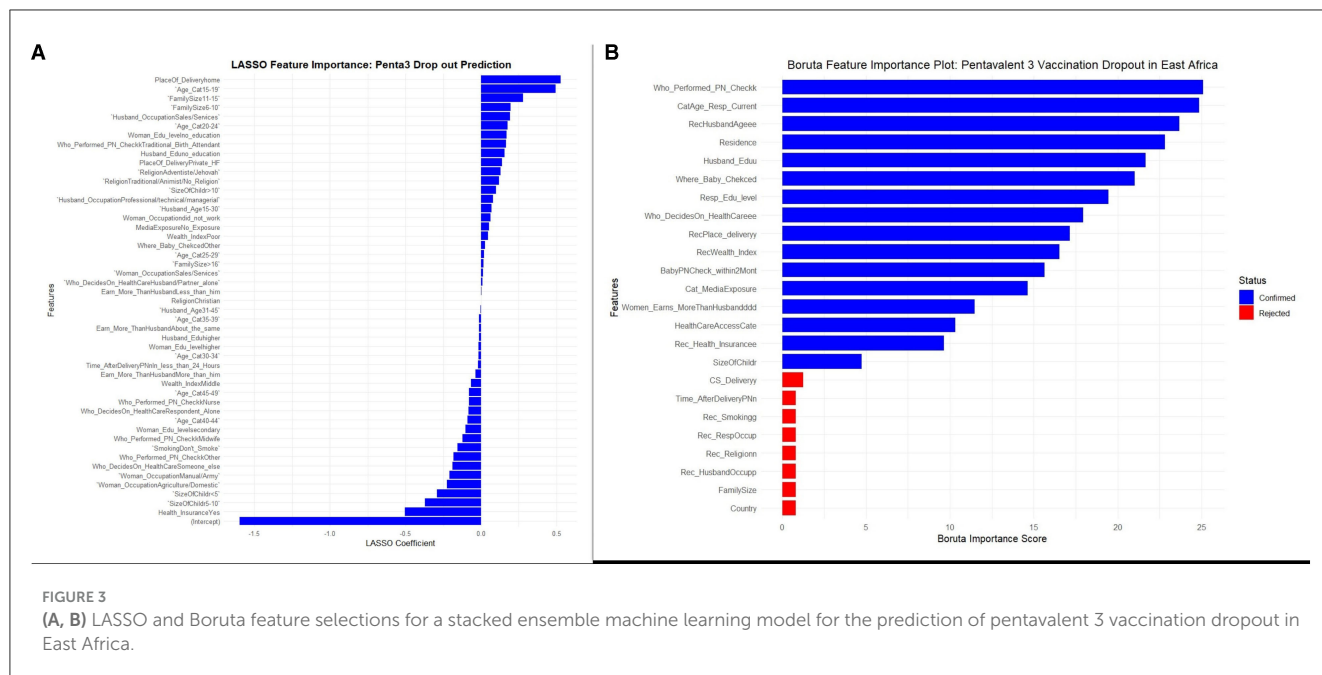 A
LASSO Feature Importance: Penta3 Drop out Prediction
PlaceOf_Deliveryhome
`Age_Cat15-19`
`FamilySize11-15`
`FamilySize6-10`
`Husband_OccupationSales/Services`
`Age_Cat20-24`
Woman_Edu_levelno_education
Who_Performed_PN_CheckkTraditional_Birth_Attendant
Husband_Eduno_education
PlaceOf_DeliveryPrivate_HF
`ReligionAdventiste/Jehovah`
`ReligionTraditional/Animist/No_Religion`
`SizeOfChildr>10`
`Husband_OccupationProfessional/technical/managerial`
`Husband_Age15-30`
Woman_Occupationdid_not_work
MediaExposureNo_Exposure
Wealth_IndexPoor
Where_Baby_ChekcedOther
`Age_Cat25-29`
`FamilySize>16`
`Woman_OccupationSales/Services`
`Who_DecidesOn_HealthCareHusband/Partner_alone`
Earn_More_ThanHusbandLess_than_him
ReligionChristian
`Husband_Age31-45`
`Age_Cat35-39`
Earn_More_ThanHusbandAbout_the_same
Husband_Eduhigher
Woman_Edu_levelhigher
`Age_Cat30-34`
Time_AfterDeliveryPNnIn_less_than_24_Hours
Earn_More_ThanHusbandMore_than_him
Wealth_IndexMiddle
`Age_Cat45-49`
Who_Performed_PN_CheckkNurse
Who_DecidesOn_HealthCareRespondent_Alone
`Age_Cat40-44`
Woman_Edu_levelsecondary
Who_Performed_PN_CheckkMidwife
`SmokingDon't_Smoke`
Who_Performed_PN_CheckkOther
Who_DecidesOn_HealthCareSomeone_else
`Woman_OccupationManual/Army`
`Woman_OccupationAgriculture/Domestic`
`SizeOfChildr<5`
`SizeOfChildr5-10`
Health_InsuranceYes
(Intercept)
Features
-1.5 -1.0 -0.5 0.0 0.5
LASSO Coefficient
B
Boruta Feature Importance Plot: Pentavalent 3 Vaccination Dropout in East Africa
Who_Performed_PN_Checkk
CatAge_Resp_Current
RecHusbandAgeee
Residence
Husband_Eduu
Where_Baby_Chekced
Resp_Edu_level
Who_DecidesOn_HealthCareee
RecPlace_deliveryy
RecWealth_Index
BabyPNCheck_within2Mont
Cat_MediaExposure
Women_Earns_MoreThanHusbandddd
HealthCareAccessCate
Rec_Health_Insurancee
SizeOfChildr
CS_Deliveryy
Time_AfterDeliveryPNn
Rec_Smokingg
Rec_RespOccup
Rec_Religionn
Rec_HusbandOccupp
FamilySize
Country
Features
0 5 10 15 20 25
Boruta Importance Score
Status
Confirmed
Rejected
FIGURE 3
(A, B) LASSO and Boruta feature selections for a stacked ensemble machine learning model for the prediction of pentavalent 3 vaccination dropout in
East Africa.